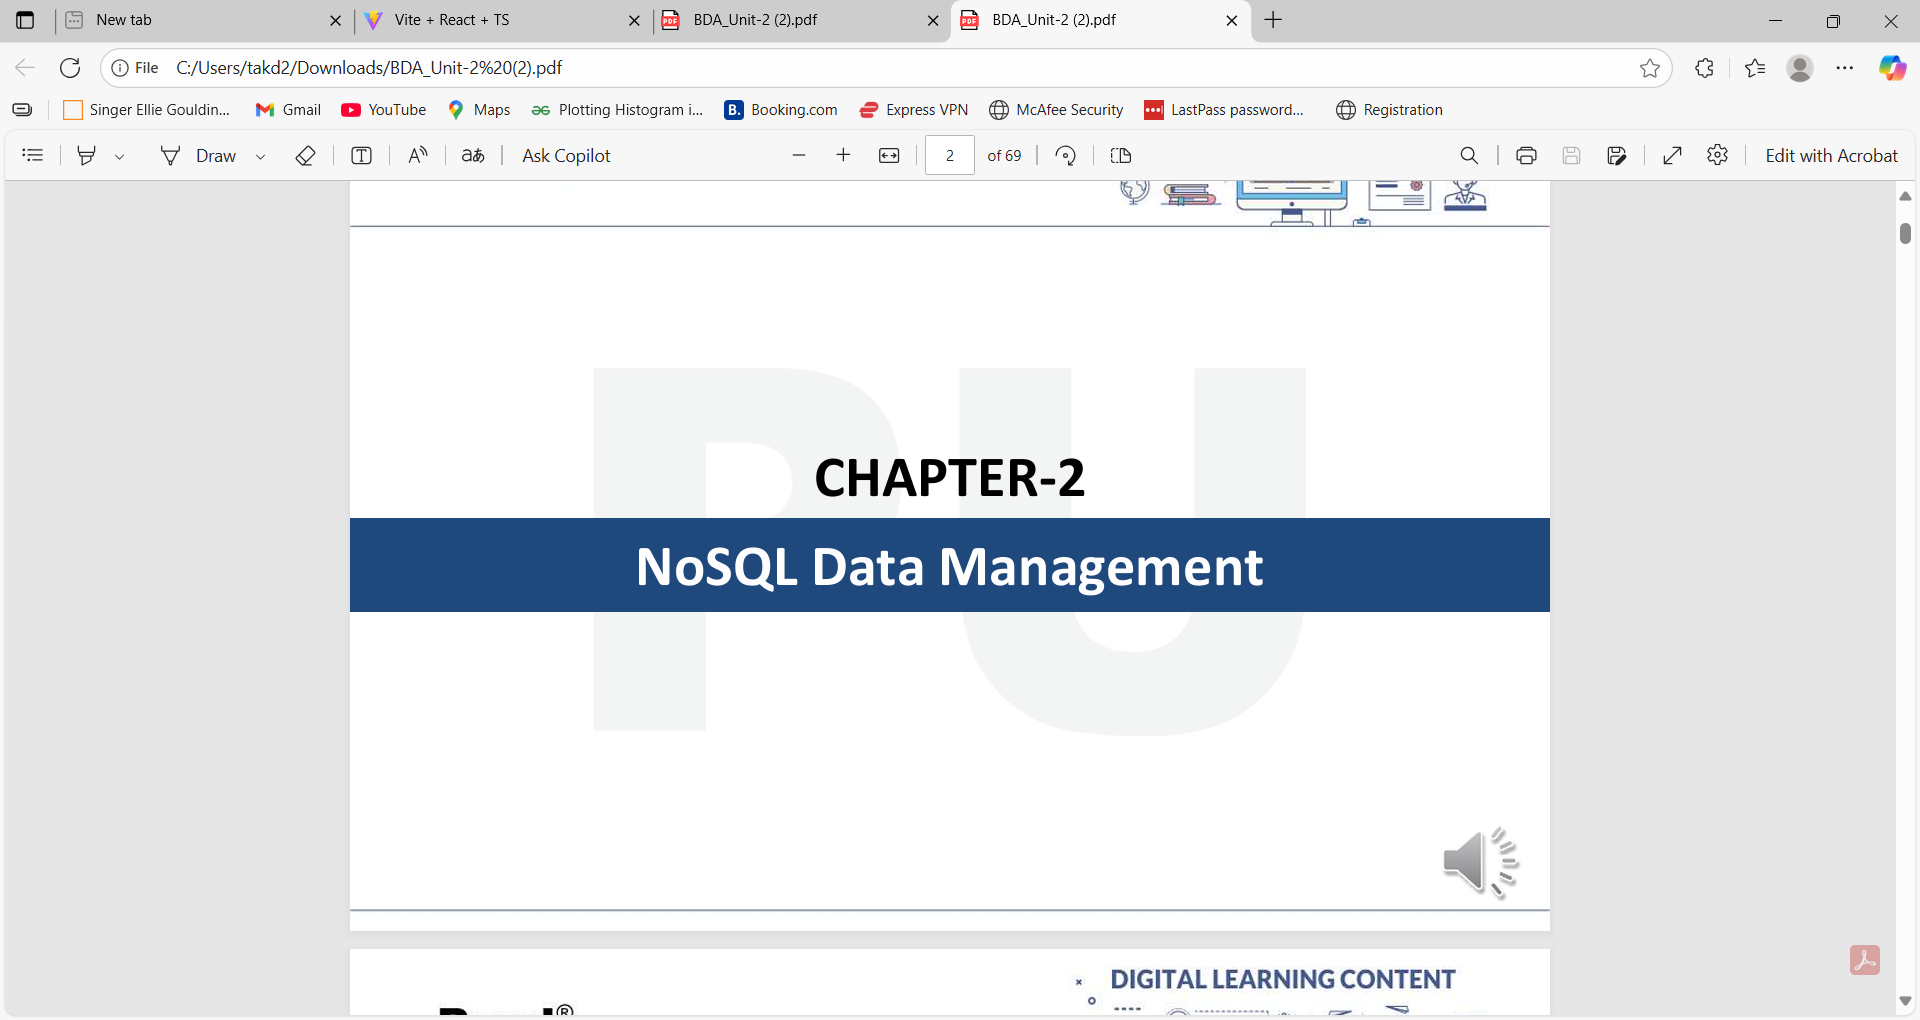 New tab
Vite + React + TS
BDA_Unit-2 (2).pdf
BDA_Unit-2 (2).pdf
File C:/Users/takd2/Downloads/BDA_Unit-2%20(2).pdf
Singer Ellie Gouldin... Gmail YouTube Maps Plotting Histogram i... B. Booking.com Express VPN McAfee Security LastPass password... Registration
Draw Ask Copilot 2 of 69 Edit with Acrobat
PU
CHAPTER-2
NoSQL Data Management
DIGITAL LEARNING CONTENT
®